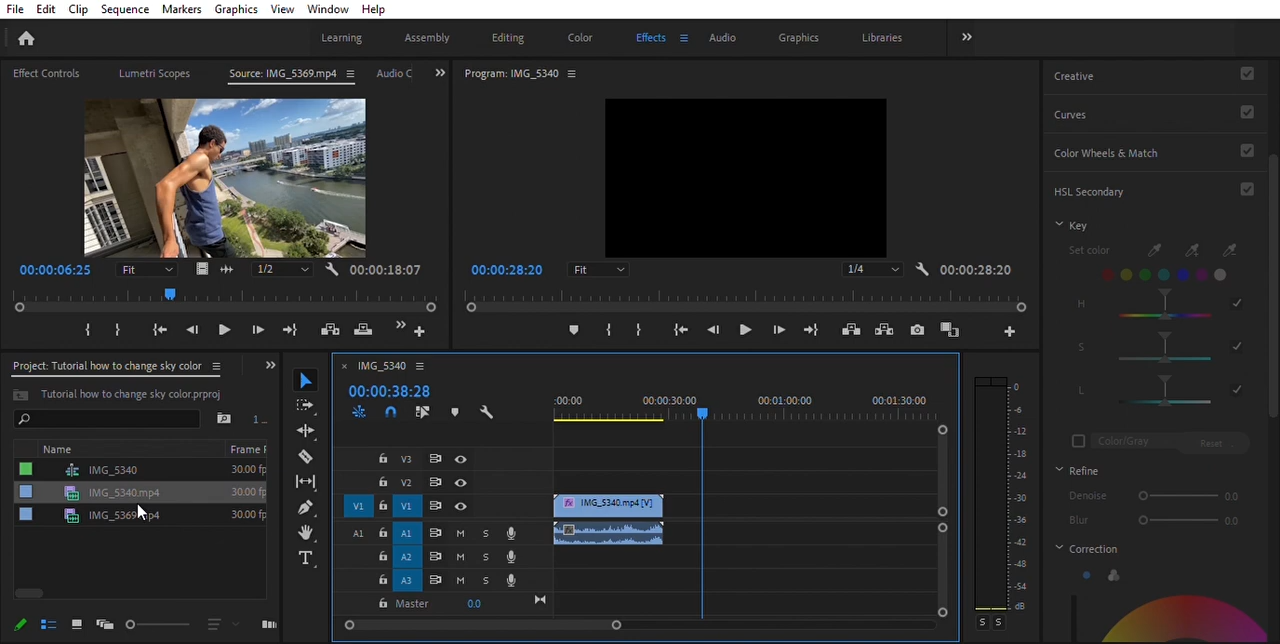 File Edit Clip Sequence Markers Graphics View Window Help
Learning Assembly Editing Color Effects Audio Graphics Libraries
Effect Controls Lumetri Scopes Source: IMG_5369.mp4 Audio C
Program: IMG_5340
00:00:06:25 Fit 1/2 00:00:18:07
00:00:28:20 Fit 1/4 00:00:28:20
Creative
Curves
Color Wheels & Match
HSL Secondary
Key
Set color
H
S
L
Color/Gray Reset
Refine
Denoise 0.0
Blur 0.0
Correction
Project: Tutorial how to change sky color
Tutorial how to change sky color.prproj
1 ...
Name Frame F
IMG_5340 30.00 fp
IMG_5340.mp4 30.00 fp
IMG_5369.mp4 30.00 fp
T
IMG_5340
00:00:38:28
:00:00 00:00:30:00 00:01:00:00 00:01:30:00
V3
V2
V1 V1 fx IMG_5340.mp4 [V]
A1 A1 M S
A2 M S
A3 M S
Master 0.0
0
-6
-12
-18
-24
-30
-36
-42
-48
-54
dB
S S